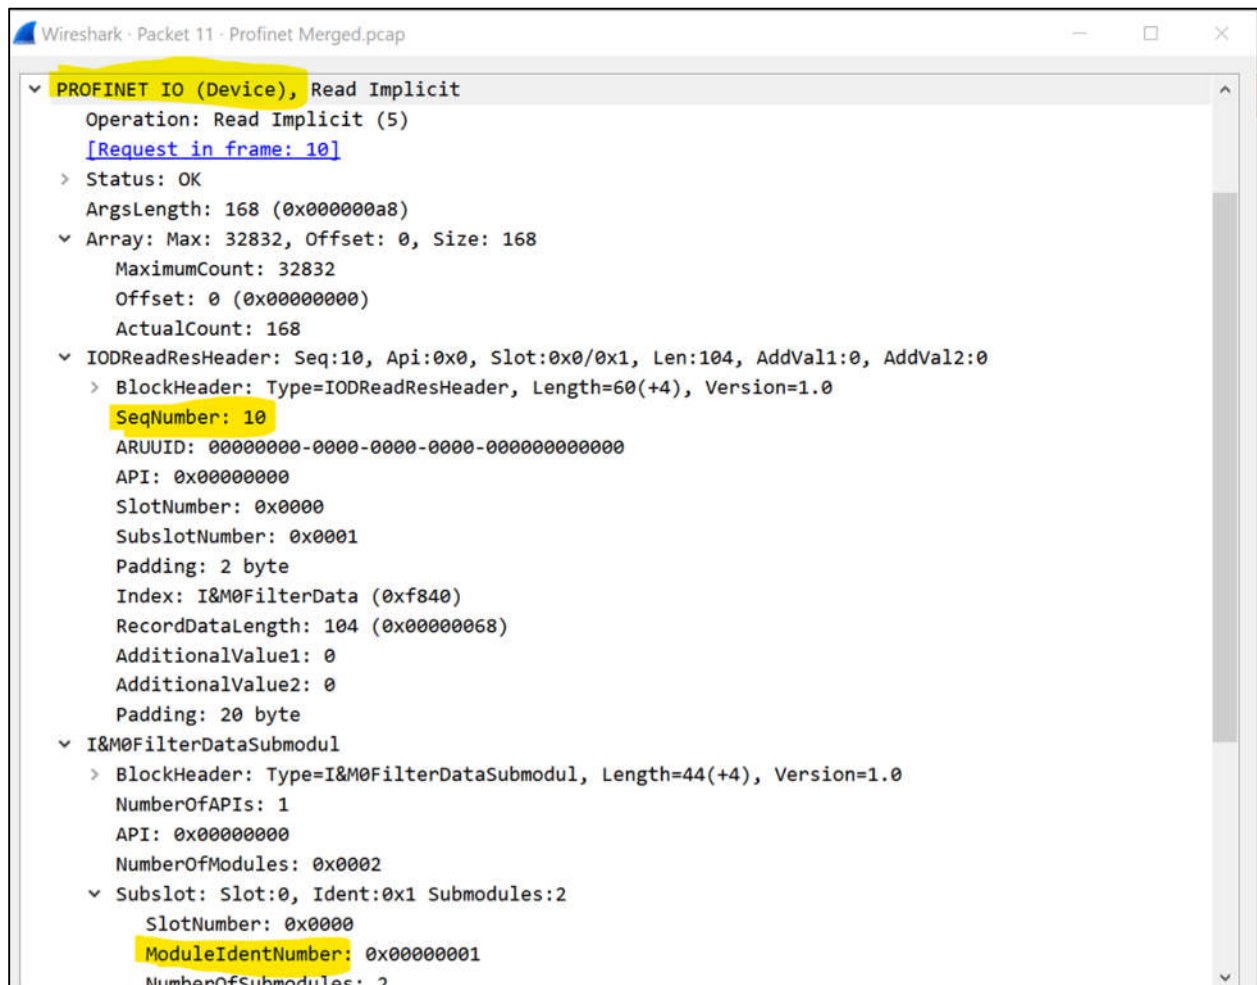 Wireshark · Packet 11 · Profinet Merged.pcap
PROFINET IO (Device), Read Implicit
Operation: Read Implicit (5)
[Request in frame: 10]
Status: OK
ArgsLength: 168 (0x000000a8)
Array: Max: 32832, Offset: 0, Size: 168
MaximumCount: 32832
Offset: 0 (0x00000000)
ActualCount: 168
IODReadResHeader: Seq:10, Api:0x0, Slot:0x0/0x1, Len:104, AddVal1:0, AddVal2:0
BlockHeader: Type=IODReadResHeader, Length=60(+4), Version=1.0
SeqNumber: 10
ARUUID: 00000000-0000-0000-0000-000000000000
API: 0x00000000
SlotNumber: 0x0000
SubslotNumber: 0x0001
Padding: 2 byte
Index: I&M0FilterData (0xf840)
RecordDataLength: 104 (0x00000068)
AdditionalValue1: 0
AdditionalValue2: 0
Padding: 20 byte
I&M0FilterDataSubmodul
BlockHeader: Type=I&M0FilterDataSubmodul, Length=44(+4), Version=1.0
NumberOfAPIs: 1
API: 0x00000000
NumberOfModules: 0x0002
Subslot: Slot:0, Ident:0x1 Submodules:2
SlotNumber: 0x0000
ModuleIdentNumber: 0x00000001
NumberOfSubmodules: 2